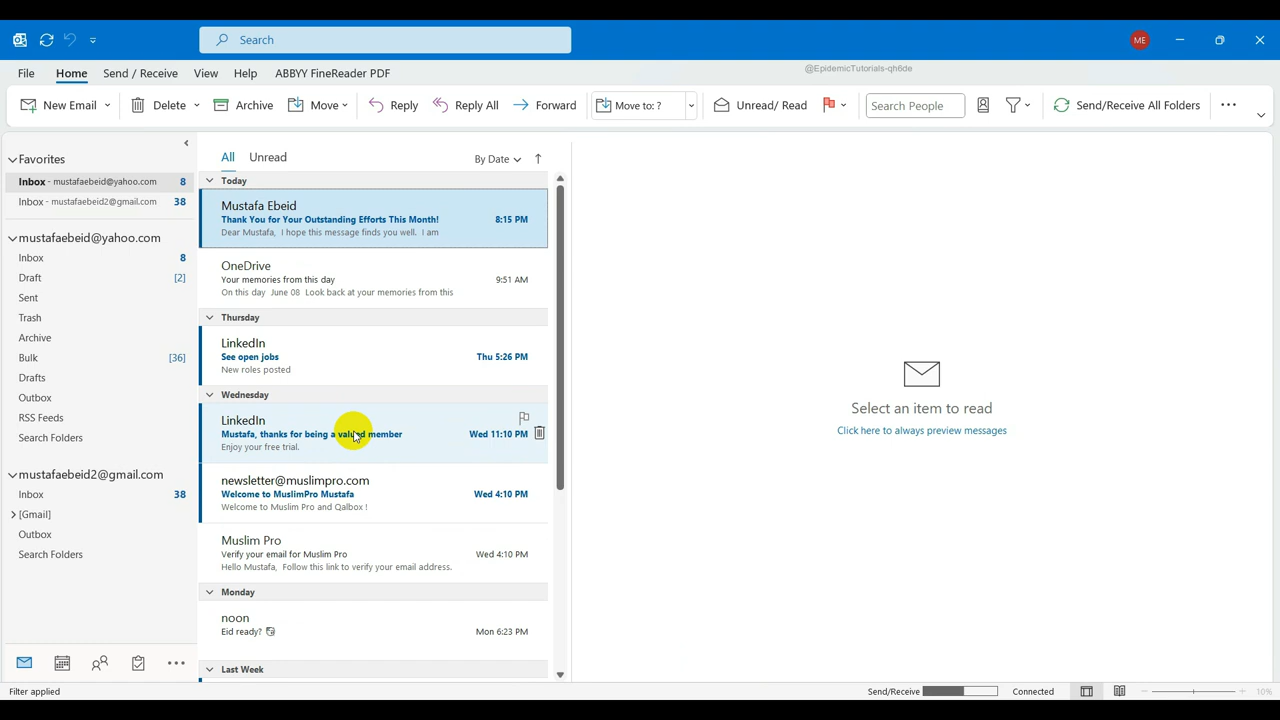 Search
ME
File Home Send / Receive View Help ABBYY FineReader PDF
@EpidemicTutorials-qh6de
New Email Delete Archive Move Reply Reply All Forward Move to: ? Unread/ Read Search People Send/Receive All Folders
Favorites
Inbox - mustafaebeid@yahoo.com 8
Inbox - mustafaebeid2@gmail.com 38
mustafaebeid@yahoo.com
Inbox 8
Draft [2]
Sent
Trash
Archive
Bulk [36]
Drafts
Outbox
RSS Feeds
Search Folders
mustafaebeid2@gmail.com
Inbox 38
[Gmail]
Outbox
Search Folders
All Unread By Date
Today
Mustafa Ebeid
Thank You for Your Outstanding Efforts This Month! 8:15 PM
Dear Mustafa, I hope this message finds you well. I am
OneDrive
Your memories from this day 9:51 AM
On this day June 08 Look back at your memories from this
Thursday
LinkedIn
See open jobs Thu 5:26 PM
New roles posted
Wednesday
LinkedIn
Mustafa, thanks for being a valued member Wed 11:10 PM
Enjoy your free trial.
newsletter@muslimpro.com
Welcome to MuslimPro Mustafa Wed 4:10 PM
Welcome to Muslim Pro and Qalbox !
Muslim Pro
Verify your email for Muslim Pro Wed 4:10 PM
Hello Mustafa, Follow this link to verify your email address.
Monday
noon
Eid ready? Mon 6:23 PM
Last Week
Select an item to read
Click here to always preview messages
Filter applied
Send/Receive Connected 10%